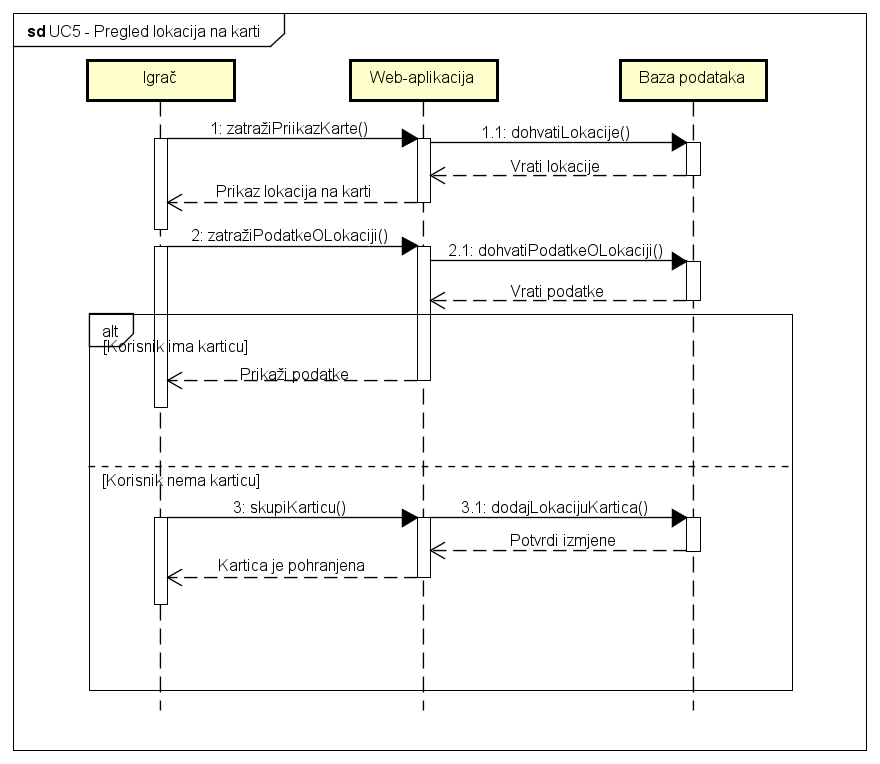 sd UC5 - Pregled lokacija na karti
Igrač
Web-aplikacija
Baza podataka
1: zatražiPriikazKarte()
1.1: dohvatiLokacije()
Vrati lokacije
Prikaz lokacija na karti
2: zatražiPodatkeOLokaciji()
2.1: dohvatiPodatkeOLokaciji()
Vrati podatke
alt
[Korisnik ima karticu]
Prikaži podatke
[Korisnik nema karticu]
3: skupiKarticu()
3.1: dodajLokacijuKartica()
Potvrdi izmjene
Kartica je pohranjena